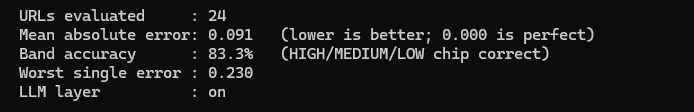 URLs evaluated      : 24
Mean absolute error: 0.091   (lower is better; 0.000 is perfect)
Band accuracy       : 83.3%   (HIGH/MEDIUM/LOW chip correct)
Worst single error : 0.230
LLM layer           : on